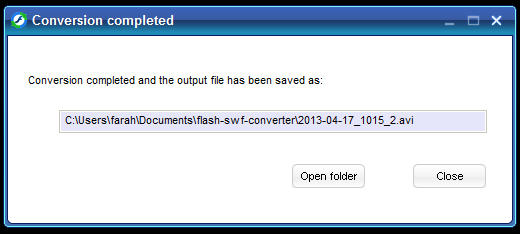 Conversion completed
Conversion completed and the output file has been saved as:
C:\Users\farah\Documents\flash-swf-converter\2013-04-17_1015_2.avi
Open folder
Close